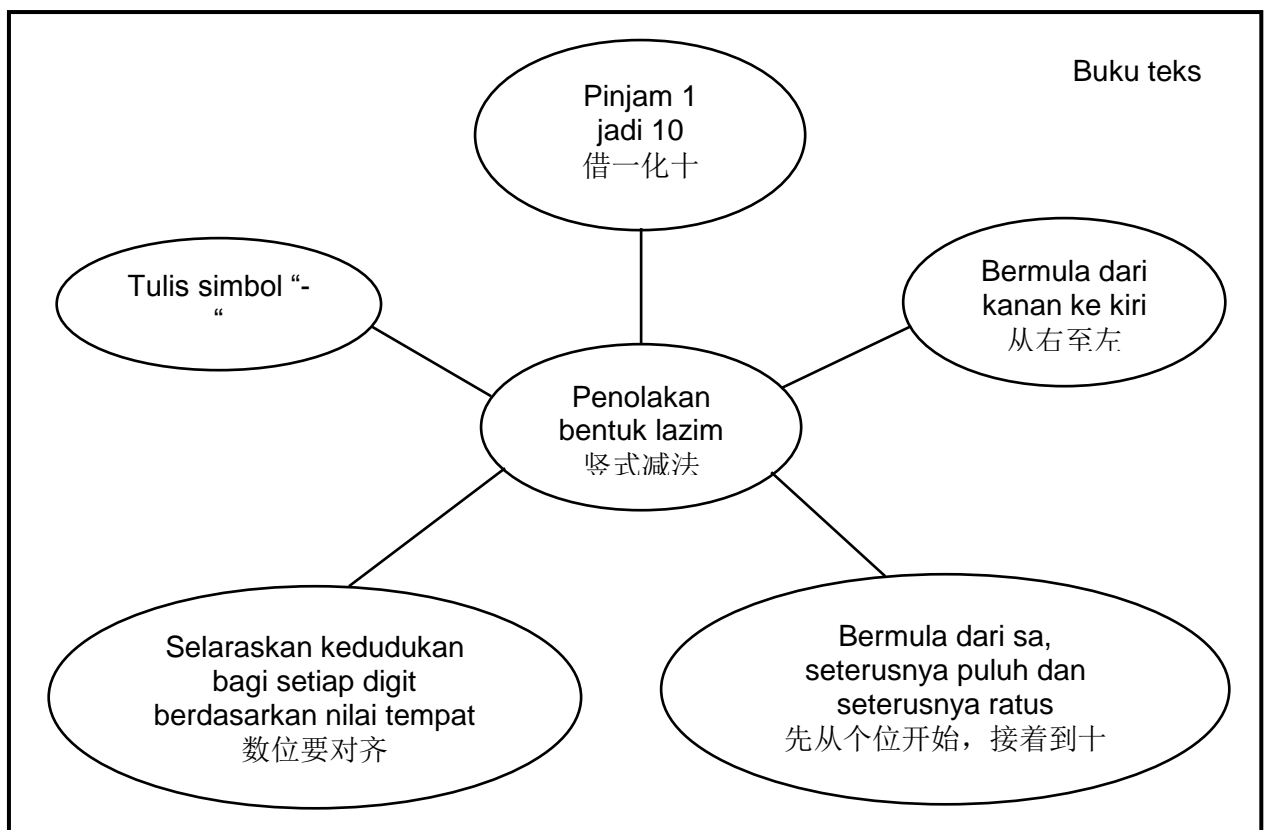 Buku teks
Pinjam 1
jadi 10
借一化十
Tulis simbol “-
“
Bermula dari
kanan ke kiri
从右至左
Penolakan
bentuk lazim
竖式减法
Selaraskan kedudukan
bagi setiap digit
berdasarkan nilai tempat
数位要对齐
Bermula dari sa,
seterusnya puluh dan
seterusnya ratus
先从个位开始，接着到十